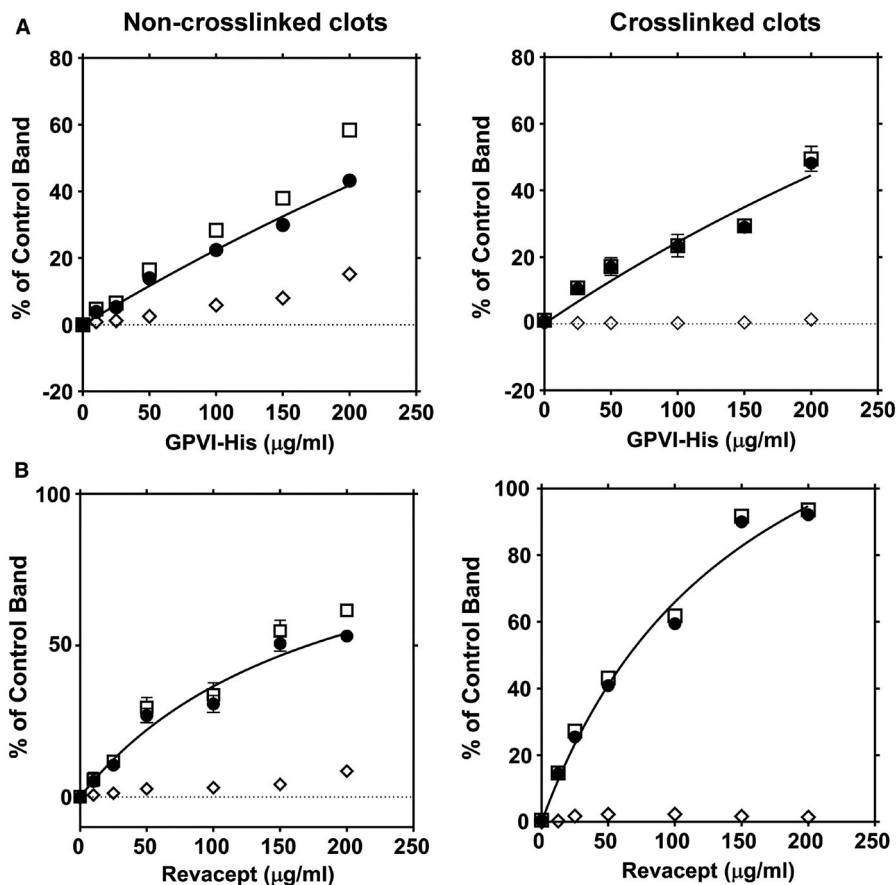 A
Non-crosslinked clots
Crosslinked clots
% of Control Band
80
60
40
20
0
-20
0 50 100 150 200 250
GPVI-His (μg/ml)
% of Control Band
80
60
40
20
0
-20
0 50 100 150 200 250
GPVI-His (μg/ml)
B
% of Control Band
100
50
0
0 50 100 150 200 250
Revacept (μg/ml)
% of Control Band
100
80
60
40
20
0
0 50 100 150 200 250
Revacept (μg/ml)